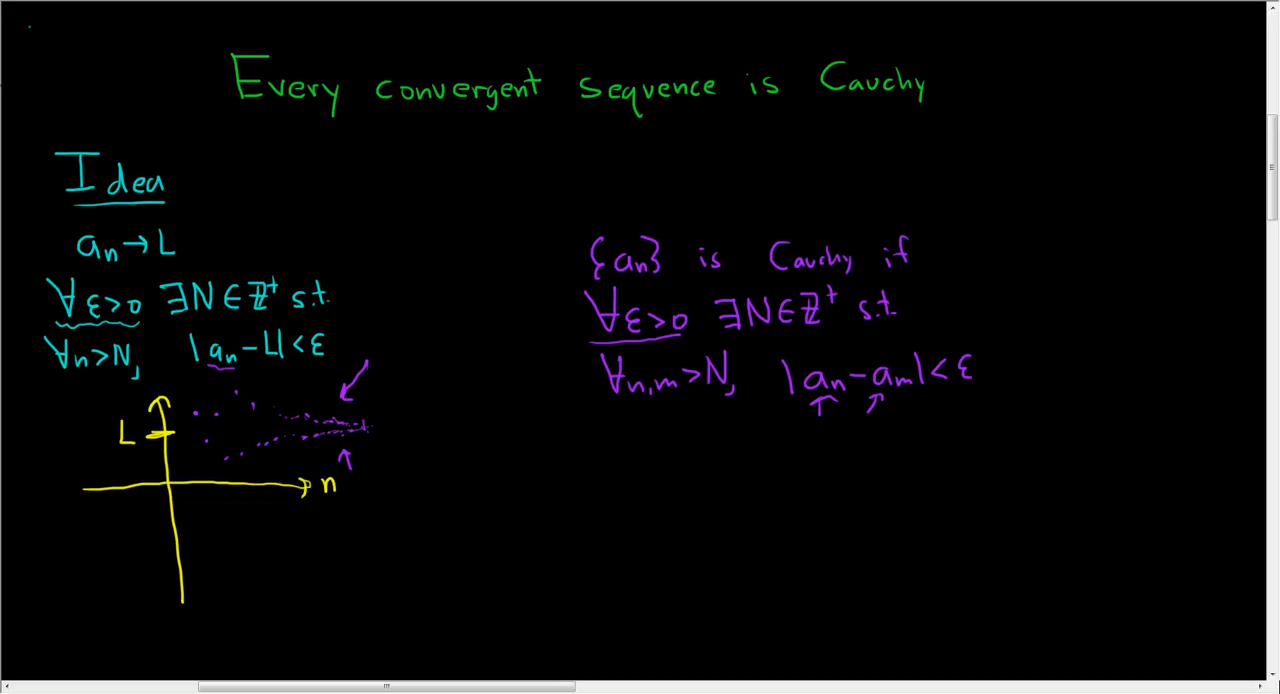 Every convergent sequence is Cauchy
Idea
aₙ → L
∀ε>0 ∃N∈ℤ⁺ s.t.
∀n>N, |aₙ-L|<ε
L
n
{aₙ} is Cauchy if
∀ε>0 ∃N∈ℤ⁺ s.t.
∀n,m>N, |aₙ-aₘ|<ε